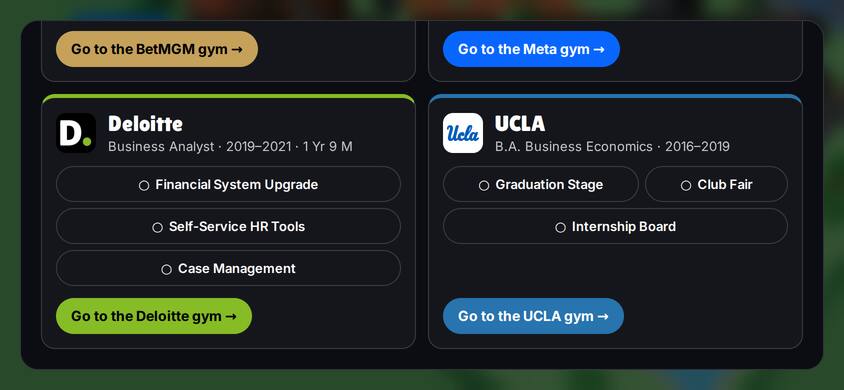 Go to the BetMGM gym →
Go to the Meta gym →
D.
Deloitte
Business Analyst · 2019–2021 · 1 Yr 9 M
○ Financial System Upgrade
○ Self-Service HR Tools
○ Case Management
Go to the Deloitte gym →
Ucla
UCLA
B.A. Business Economics · 2016–2019
○ Graduation Stage
○ Club Fair
○ Internship Board
Go to the UCLA gym →